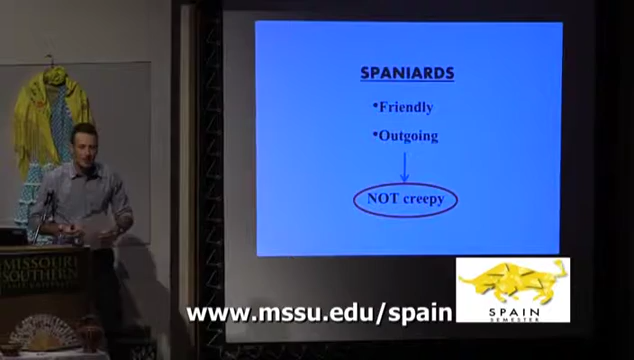 SPANIARDS
•Friendly
•Outgoing
NOT creepy
MISSOURI
SOUTHERN
www.mssu.edu/spain
SPAIN
SEMESTER